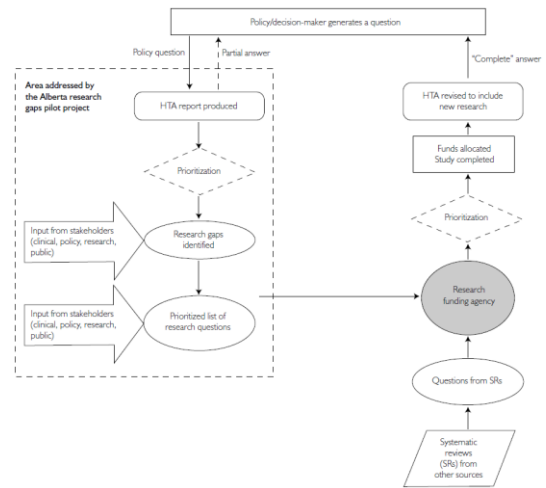 Policy/decision-maker generates a question
Policy question
Partial answer
"Complete" answer
Area addressed by
the Alberta research
gaps pilot project
HTA report produced
HTA revised to include
new research
Funds allocated
Study completed
Prioritization
Prioritization
Input from stakeholders
(clinical, policy, research,
public)
Research gaps
identified
Input from stakeholders
(clinical, policy, research,
public)
Prioritized list of
research questions
Research
funding agency
Questions from SRs
Systematic
reviews
(SRs) from
other sources